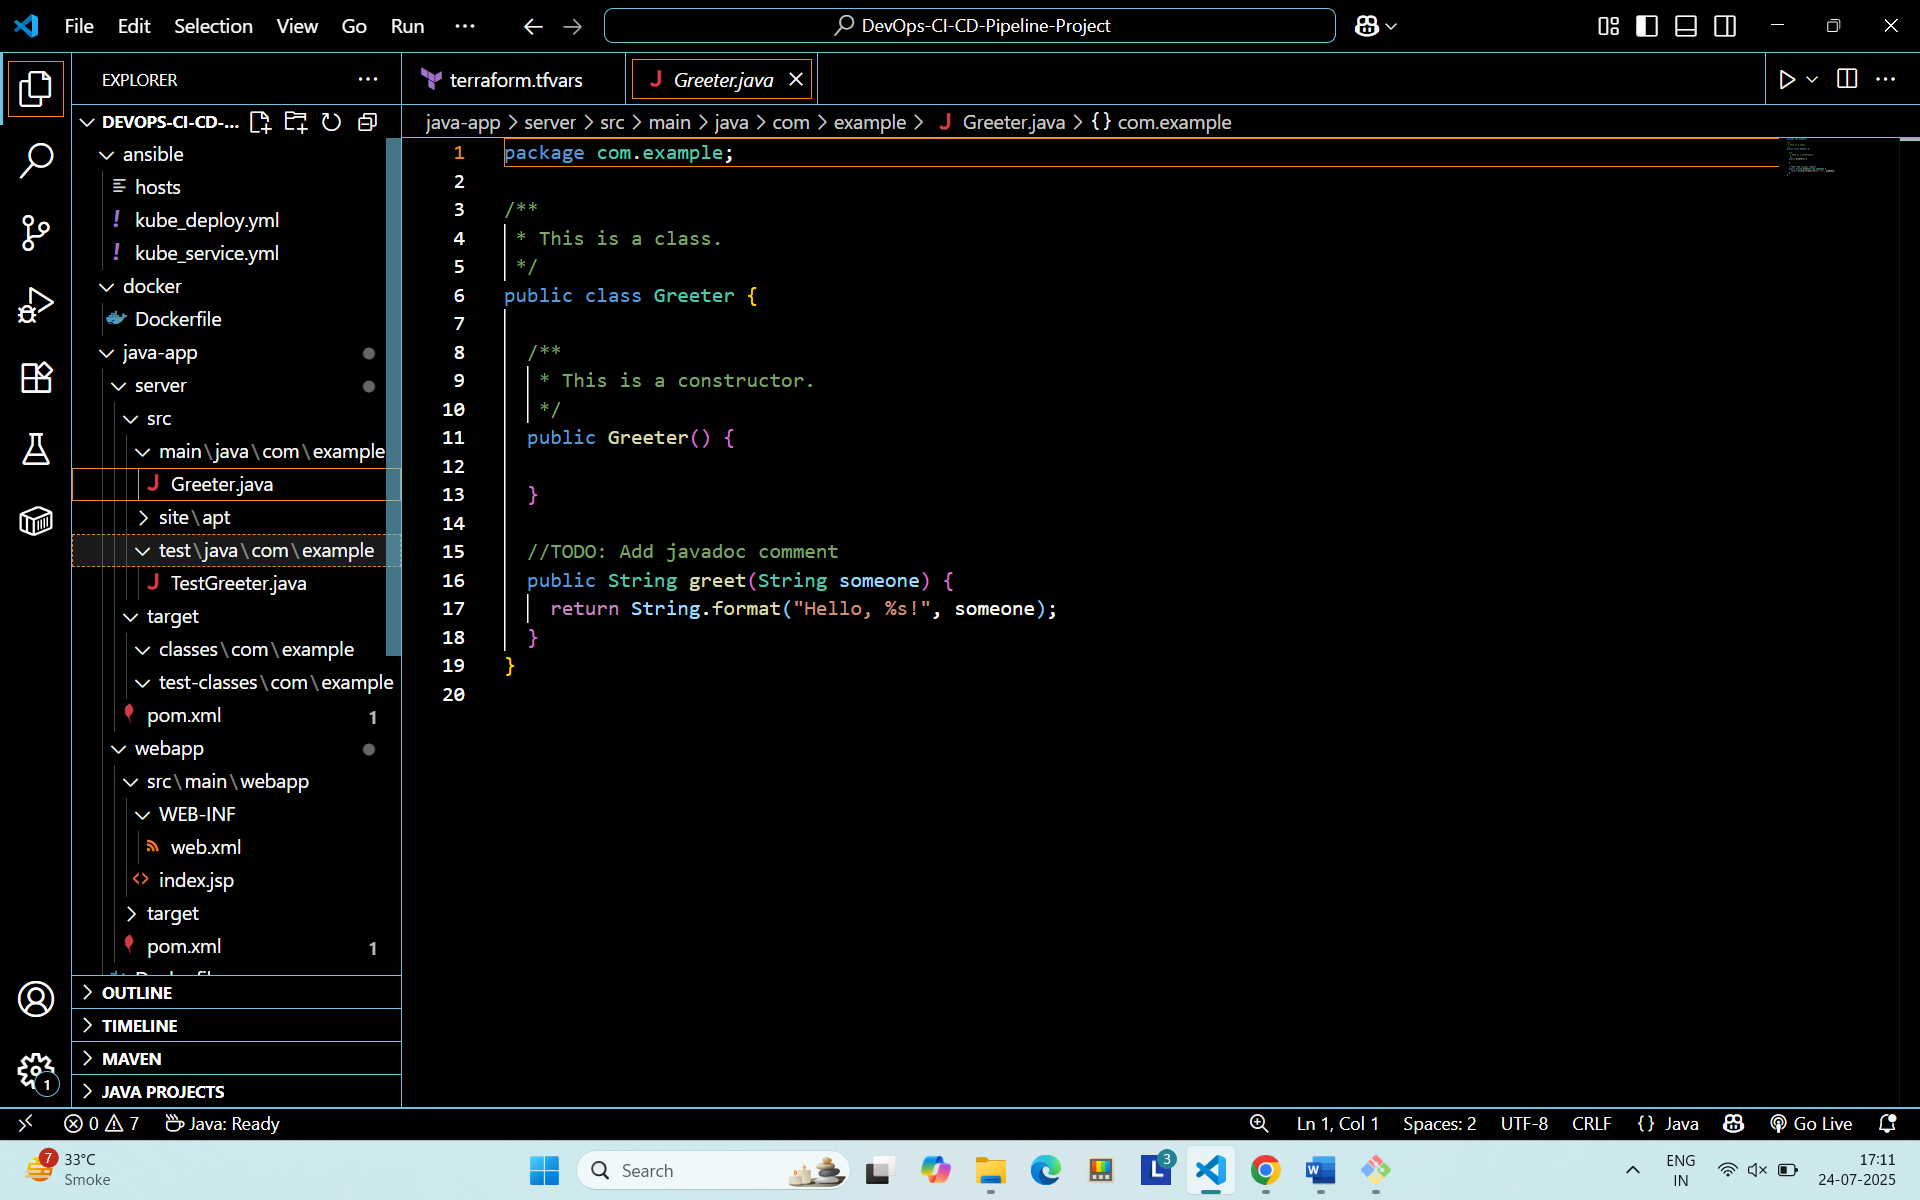 File Edit Selection View Go Run ··· DevOps-CI-CD-Pipeline-Project
EXPLORER ···
terraform.tfvars
Greeter.java
DEVOPS-CI-CD-...
java-app > server > src > main > java > com > example > Greeter.java > {} com.example
ansible
hosts
! kube_deploy.yml
! kube_service.yml
docker
Dockerfile
java-app
server
src
main\java\com\example
Greeter.java
site\apt
test\java\com\example
TestGreeter.java
target
classes\com\example
test-classes\com\example
pom.xml 1
webapp
src\main\webapp
WEB-INF
web.xml
index.jsp
target
pom.xml 1
OUTLINE
TIMELINE
MAVEN
JAVA PROJECTS
1
1 package com.example;
2
3 /**
4 * This is a class.
5 */
6 public class Greeter {
7
8 /**
9 * This is a constructor.
10 */
11 public Greeter() {
12
13 }
14
15 //TODO: Add javadoc comment
16 public String greet(String someone) {
17 return String.format("Hello, %s!", someone);
18 }
19 }
20
0 7 Java: Ready Ln 1, Col 1 Spaces: 2 UTF-8 CRLF {} Java Go Live
7 33°C
Smoke
Search
3
ENG
IN
17:11
24-07-2025